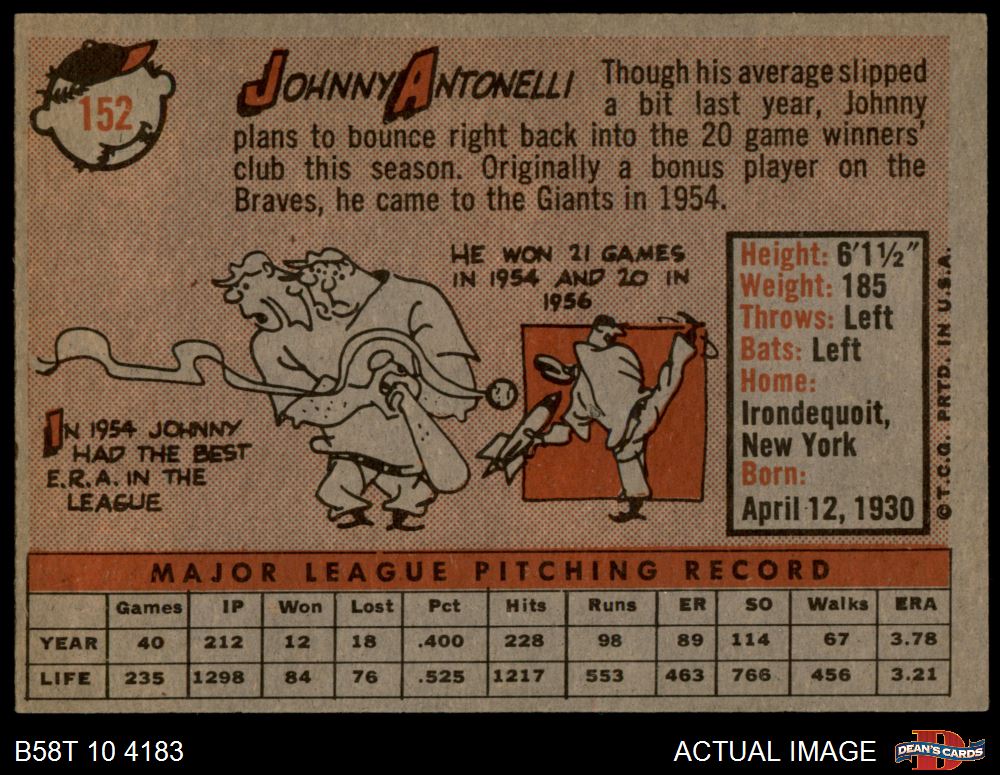 152
JOHNNY ANTONELLI
Though his average slipped
a bit last year, Johnny
plans to bounce right back into the 20 game winners'
club this season. Originally a bonus player on the
Braves, he came to the Giants in 1954.
HE WON 21 GAMES
IN 1954 AND 20 IN
1956
IN 1954 JOHNNY
HAD THE BEST
E.R.A. IN THE
LEAGUE
Height: 6'1½"
Weight: 185
Throws: Left
Bats: Left
Home:
Irondequoit,
New York
Born:
April 12, 1930
©T.C.G. PRTD. IN U.S.A.
MAJOR LEAGUE PITCHING RECORD
Games IP Won Lost Pct Hits Runs ER SO Walks ERA
YEAR 40 212 12 18 .400 228 98 89 114 67 3.78
LIFE 235 1298 84 76 .525 1217 553 463 766 456 3.21
B58T 10 4183
ACTUAL IMAGE
DEAN'S CARDS